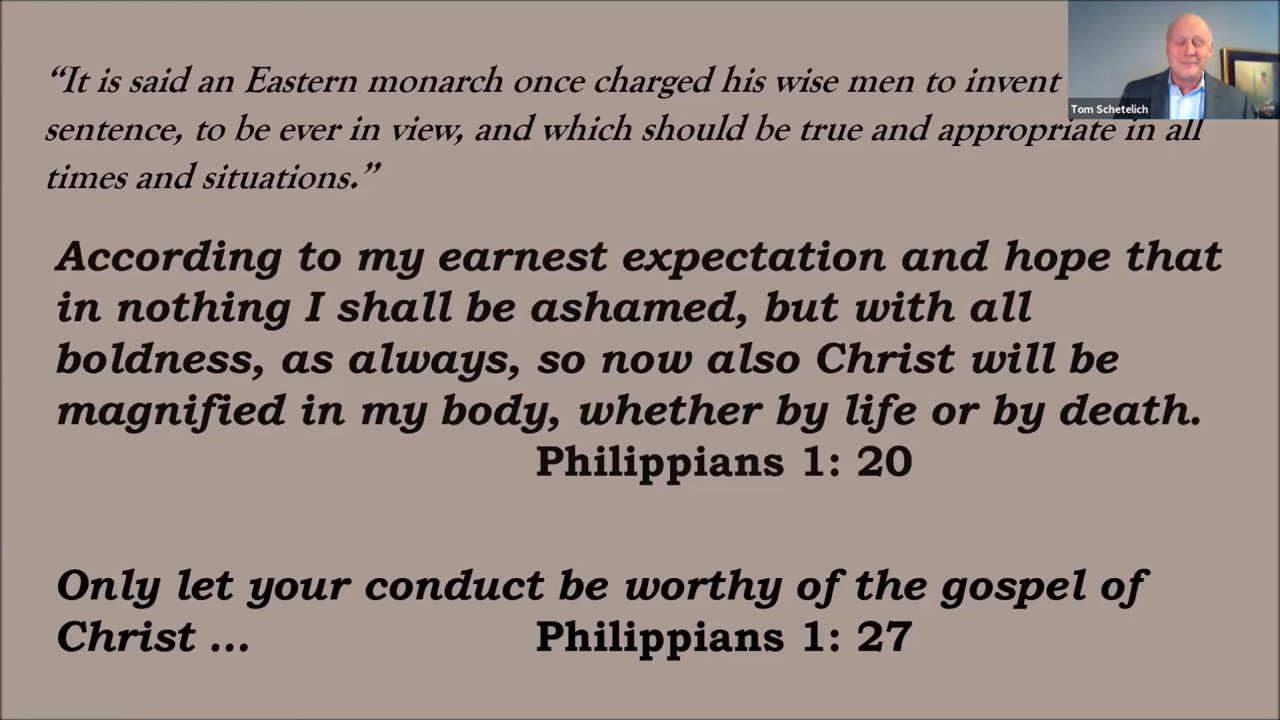 “It is said an Eastern monarch once charged his wise men to invent
Tom Schetelich
sentence, to be ever in view, and which should be true and appropriate in all
times and situations.”
According to my earnest expectation and hope that
in nothing I shall be ashamed, but with all
boldness, as always, so now also Christ will be
magnified in my body, whether by life or by death.
Philippians 1: 20
Only let your conduct be worthy of the gospel of
Christ ... Philippians 1: 27